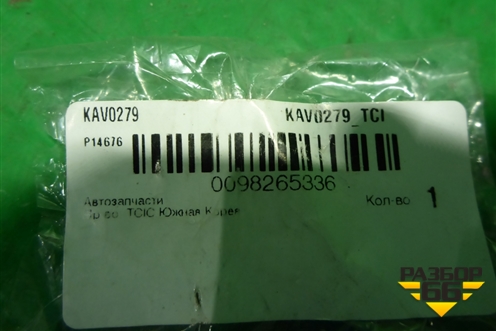 KAV0279 KAV0279_TCI
P14676
0098265336
Автозапчасти Кол-во 1
TCIC Южная Корея
РАЗБОР
66